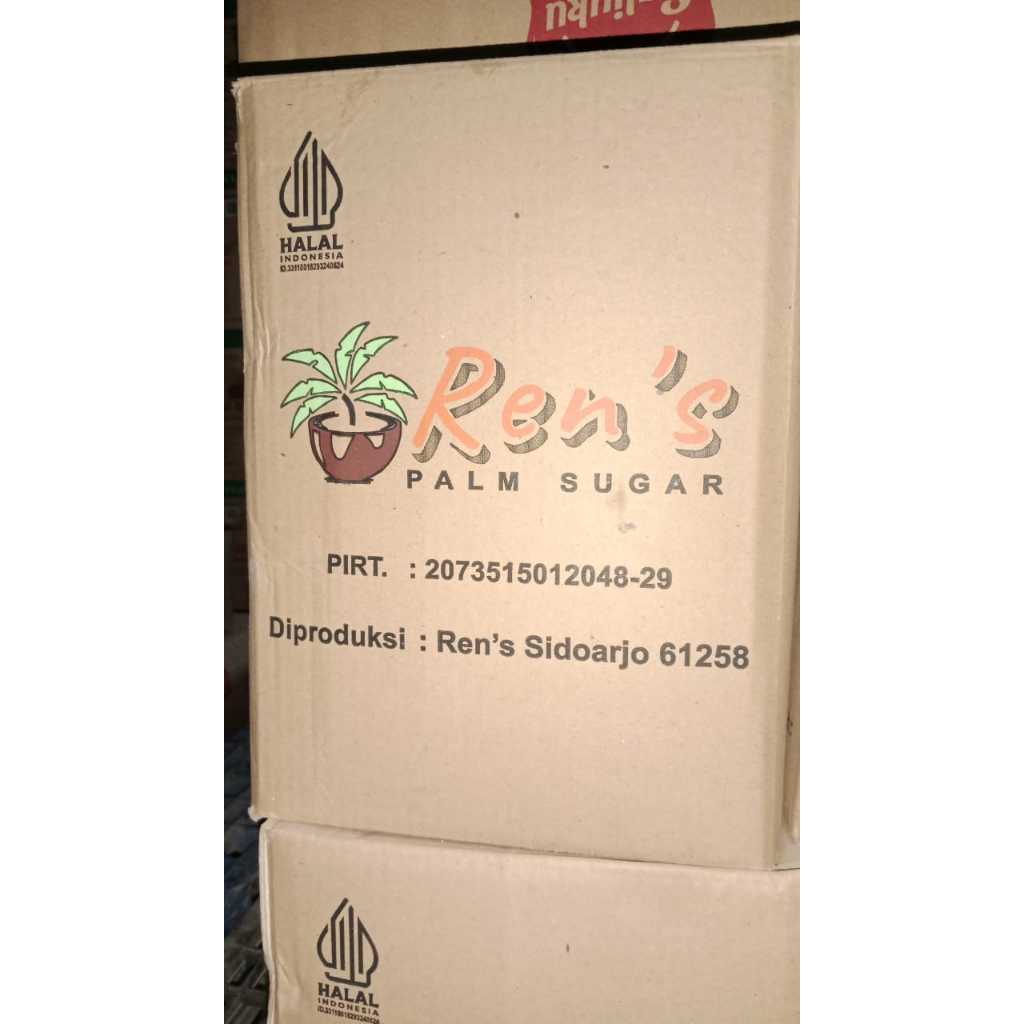 HALAL
INDONESIA
Ren's
PALM SUGAR
PIRT. : 2073515012048-29
Diproduksi : Ren's Sidoarjo 61258
HALAL
INDONESIA